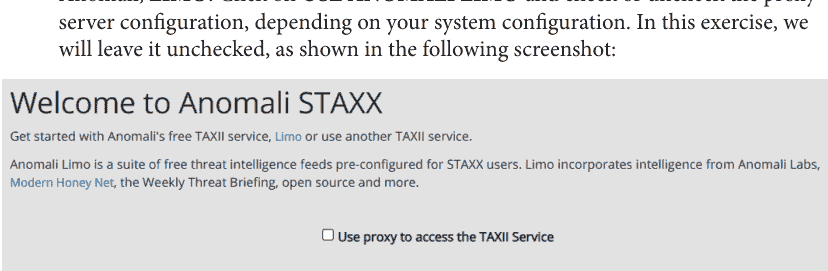 server configuration, depending on your system configuration. In this exercise, we
will leave it unchecked, as shown in the following screenshot:
Welcome to Anomali STAXX
Get started with Anomali's free TAXII service, Limo or use another TAXII service.
Anomali Limo is a suite of free threat intelligence feeds pre-configured for STAXX users. Limo incorporates intelligence from Anomali Labs,
Modern Honey Net, the Weekly Threat Briefing, open source and more.
Use proxy to access the TAXII Service